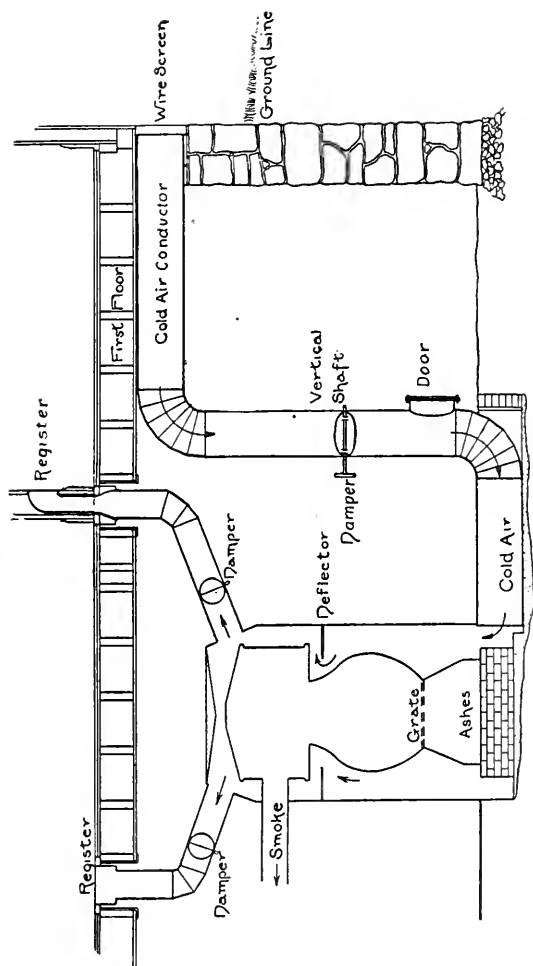 Register
Register
First Floor
Wire Screen
Ground Line
Cold Air Conductor
Damper
Damper
Vertical
Shaft
Damper
Door
Deflector
Smoke
Grate
Ashes
Cold Air